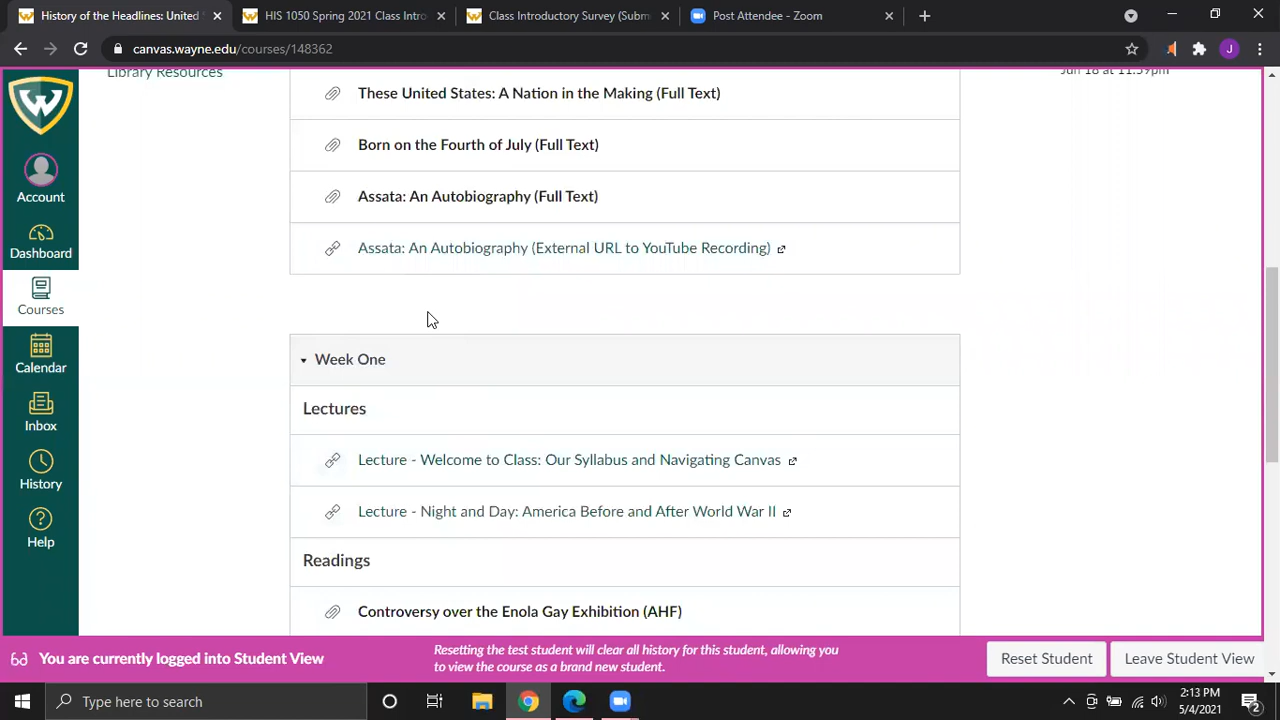 History of the Headlines: United
HIS 1050 Spring 2021 Class Intro
Class Introductory Survey (Subm
Post Attendee - Zoom
canvas.wayne.edu/courses/148362
J
Library Resources
Jun 18 at 11:59pm
These United States: A Nation in the Making (Full Text)
Born on the Fourth of July (Full Text)
Assata: An Autobiography (Full Text)
Assata: An Autobiography (External URL to YouTube Recording)
Account
Dashboard
Courses
Calendar
Inbox
History
Help
Week One
Lectures
Lecture - Welcome to Class: Our Syllabus and Navigating Canvas
Lecture - Night and Day: America Before and After World War II
Readings
Controversy over the Enola Gay Exhibition (AHF)
You are currently logged into Student View
Resetting the test student will clear all history for this student, allowing you
to view the course as a brand new student.
Reset Student
Leave Student View
Type here to search
2:13 PM
5/4/2021
2